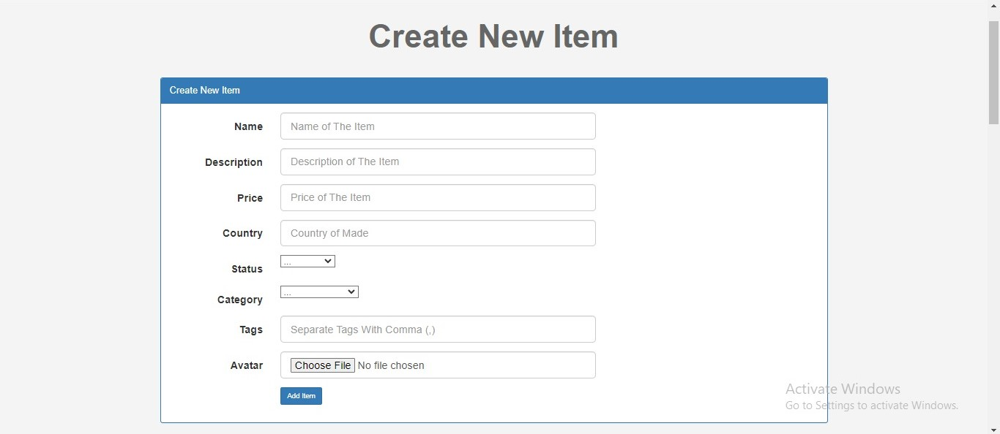 Create New Item
Create New Item
Name Name of The Item
Description Description of The Item
Price Price of The Item
Country Country of Made
Status ...
Category ...
Tags Separate Tags With Comma (,)
Avatar Choose File No file chosen
Add Item
Activate Windows
Go to Settings to activate Windows.